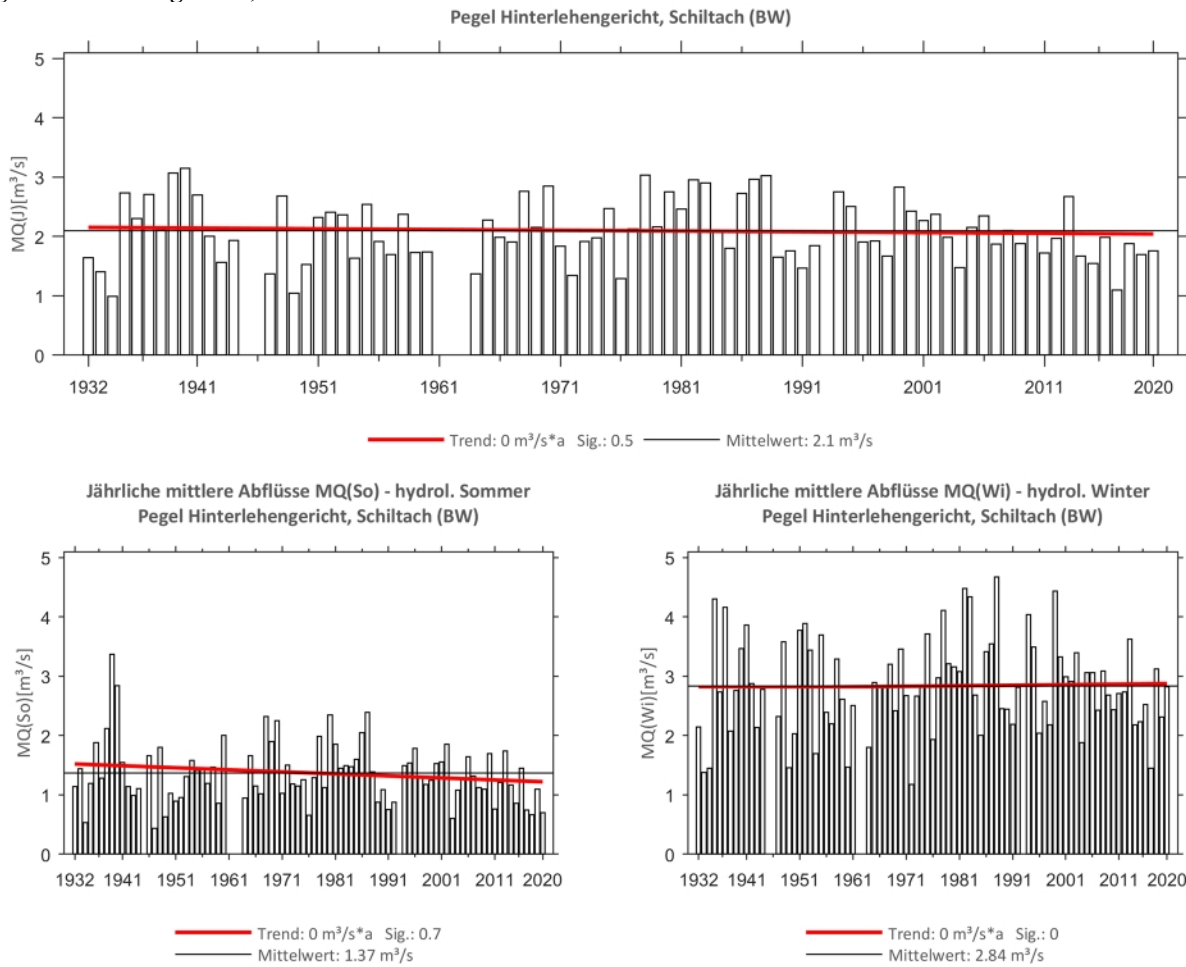 Pegel Hinterlehengericht, Schiltach (BW)
MQ(J)[m³/s]
5
4
3
2
1
0
1932 1941 1951 1961 1971 1981 1991 2001 2011 2020
Trend: 0 m³/s*a Sig.: 0.5 Mittelwert: 2.1 m³/s
Jährliche mittlere Abflüsse MQ(So) - hydrol. Sommer
Pegel Hinterlehengericht, Schiltach (BW)
MQ(So)[m³/s]
5
4
3
2
1
0
1932 1941 1951 1961 1971 1981 1991 2001 2011 2020
Trend: 0 m³/s*a Sig.: 0.7
Mittelwert: 1.37 m³/s
Jährliche mittlere Abflüsse MQ(Wi) - hydrol. Winter
Pegel Hinterlehengericht, Schiltach (BW)
MQ(Wi)[m³/s]
5
4
3
2
1
0
1932 1941 1951 1961 1971 1981 1991 2001 2011 2020
Trend: 0 m³/s*a Sig.: 0
Mittelwert: 2.84 m³/s